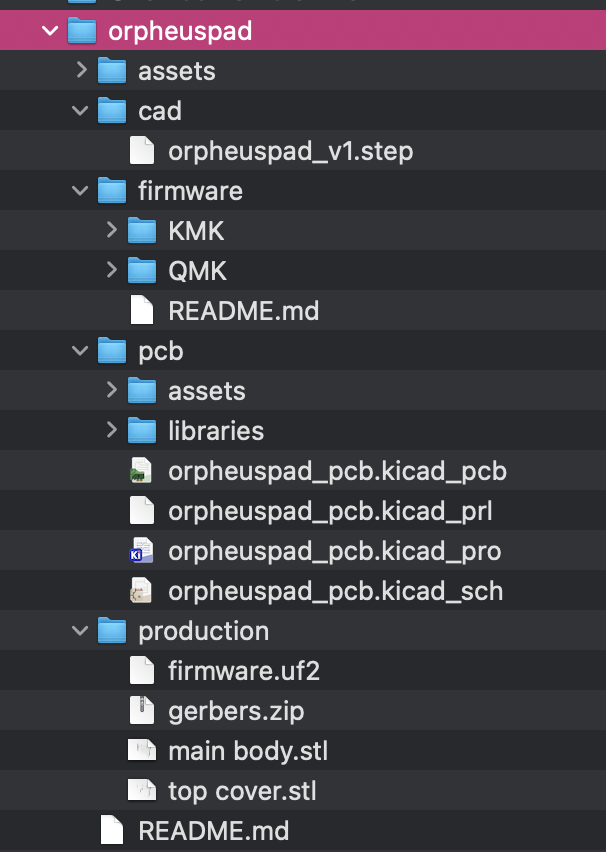 orpheuspad
assets
cad
orpheuspad_v1.step
firmware
KMK
QMK
README.md
pcb
assets
libraries
orpheuspad_pcb.kicad_pcb
orpheuspad_pcb.kicad_prl
orpheuspad_pcb.kicad_pro
orpheuspad_pcb.kicad_sch
production
firmware.uf2
gerbers.zip
main body.stl
top cover.stl
README.md